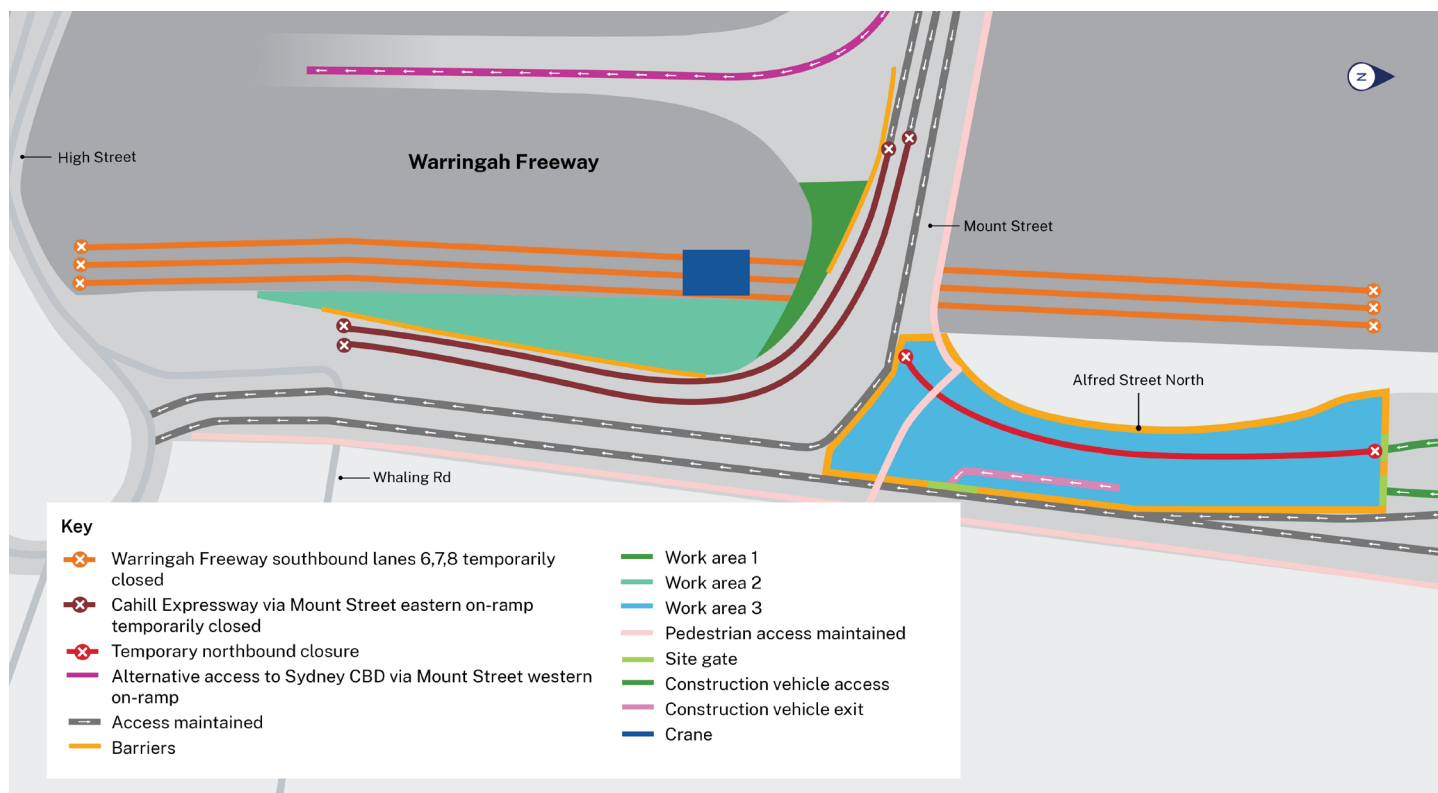 N
High Street
Warringah Freeway
Mount Street
Alfred Street North
Whaling Rd
Key
Warringah Freeway southbound lanes 6,7,8 temporarily
closed
Cahill Expressway via Mount Street eastern on-ramp
temporarily closed
Temporary northbound closure
Alternative access to Sydney CBD via Mount Street western
on-ramp
Access maintained
Barriers
Work area 1
Work area 2
Work area 3
Pedestrian access maintained
Site gate
Construction vehicle access
Construction vehicle exit
Crane